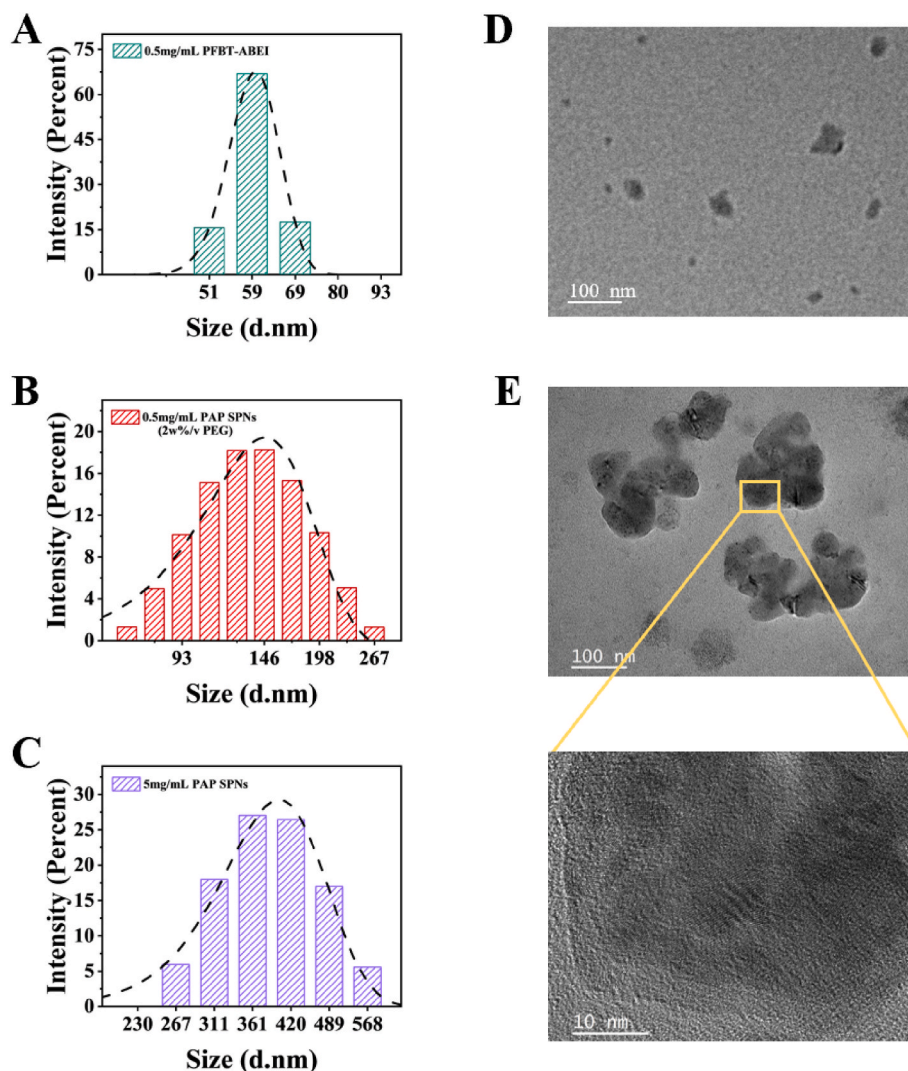 A
0.5mg/mL PFBT-ABEI
Intensity (Percent)
75
60
45
30
15
0
51 59 69 80 93
Size (d.nm)
B
0.5mg/mL PAP SPNs
(2w%/v PEG)
Intensity (Percent)
20
16
12
8
4
0
93 146 198 267
Size (d.nm)
C
5mg/mL PAP SPNs
Intensity (Percent)
30
25
20
15
10
5
0
230 267 311 361 420 489 568
Size (d.nm)
D
100 nm
E
100 nm
10 nm